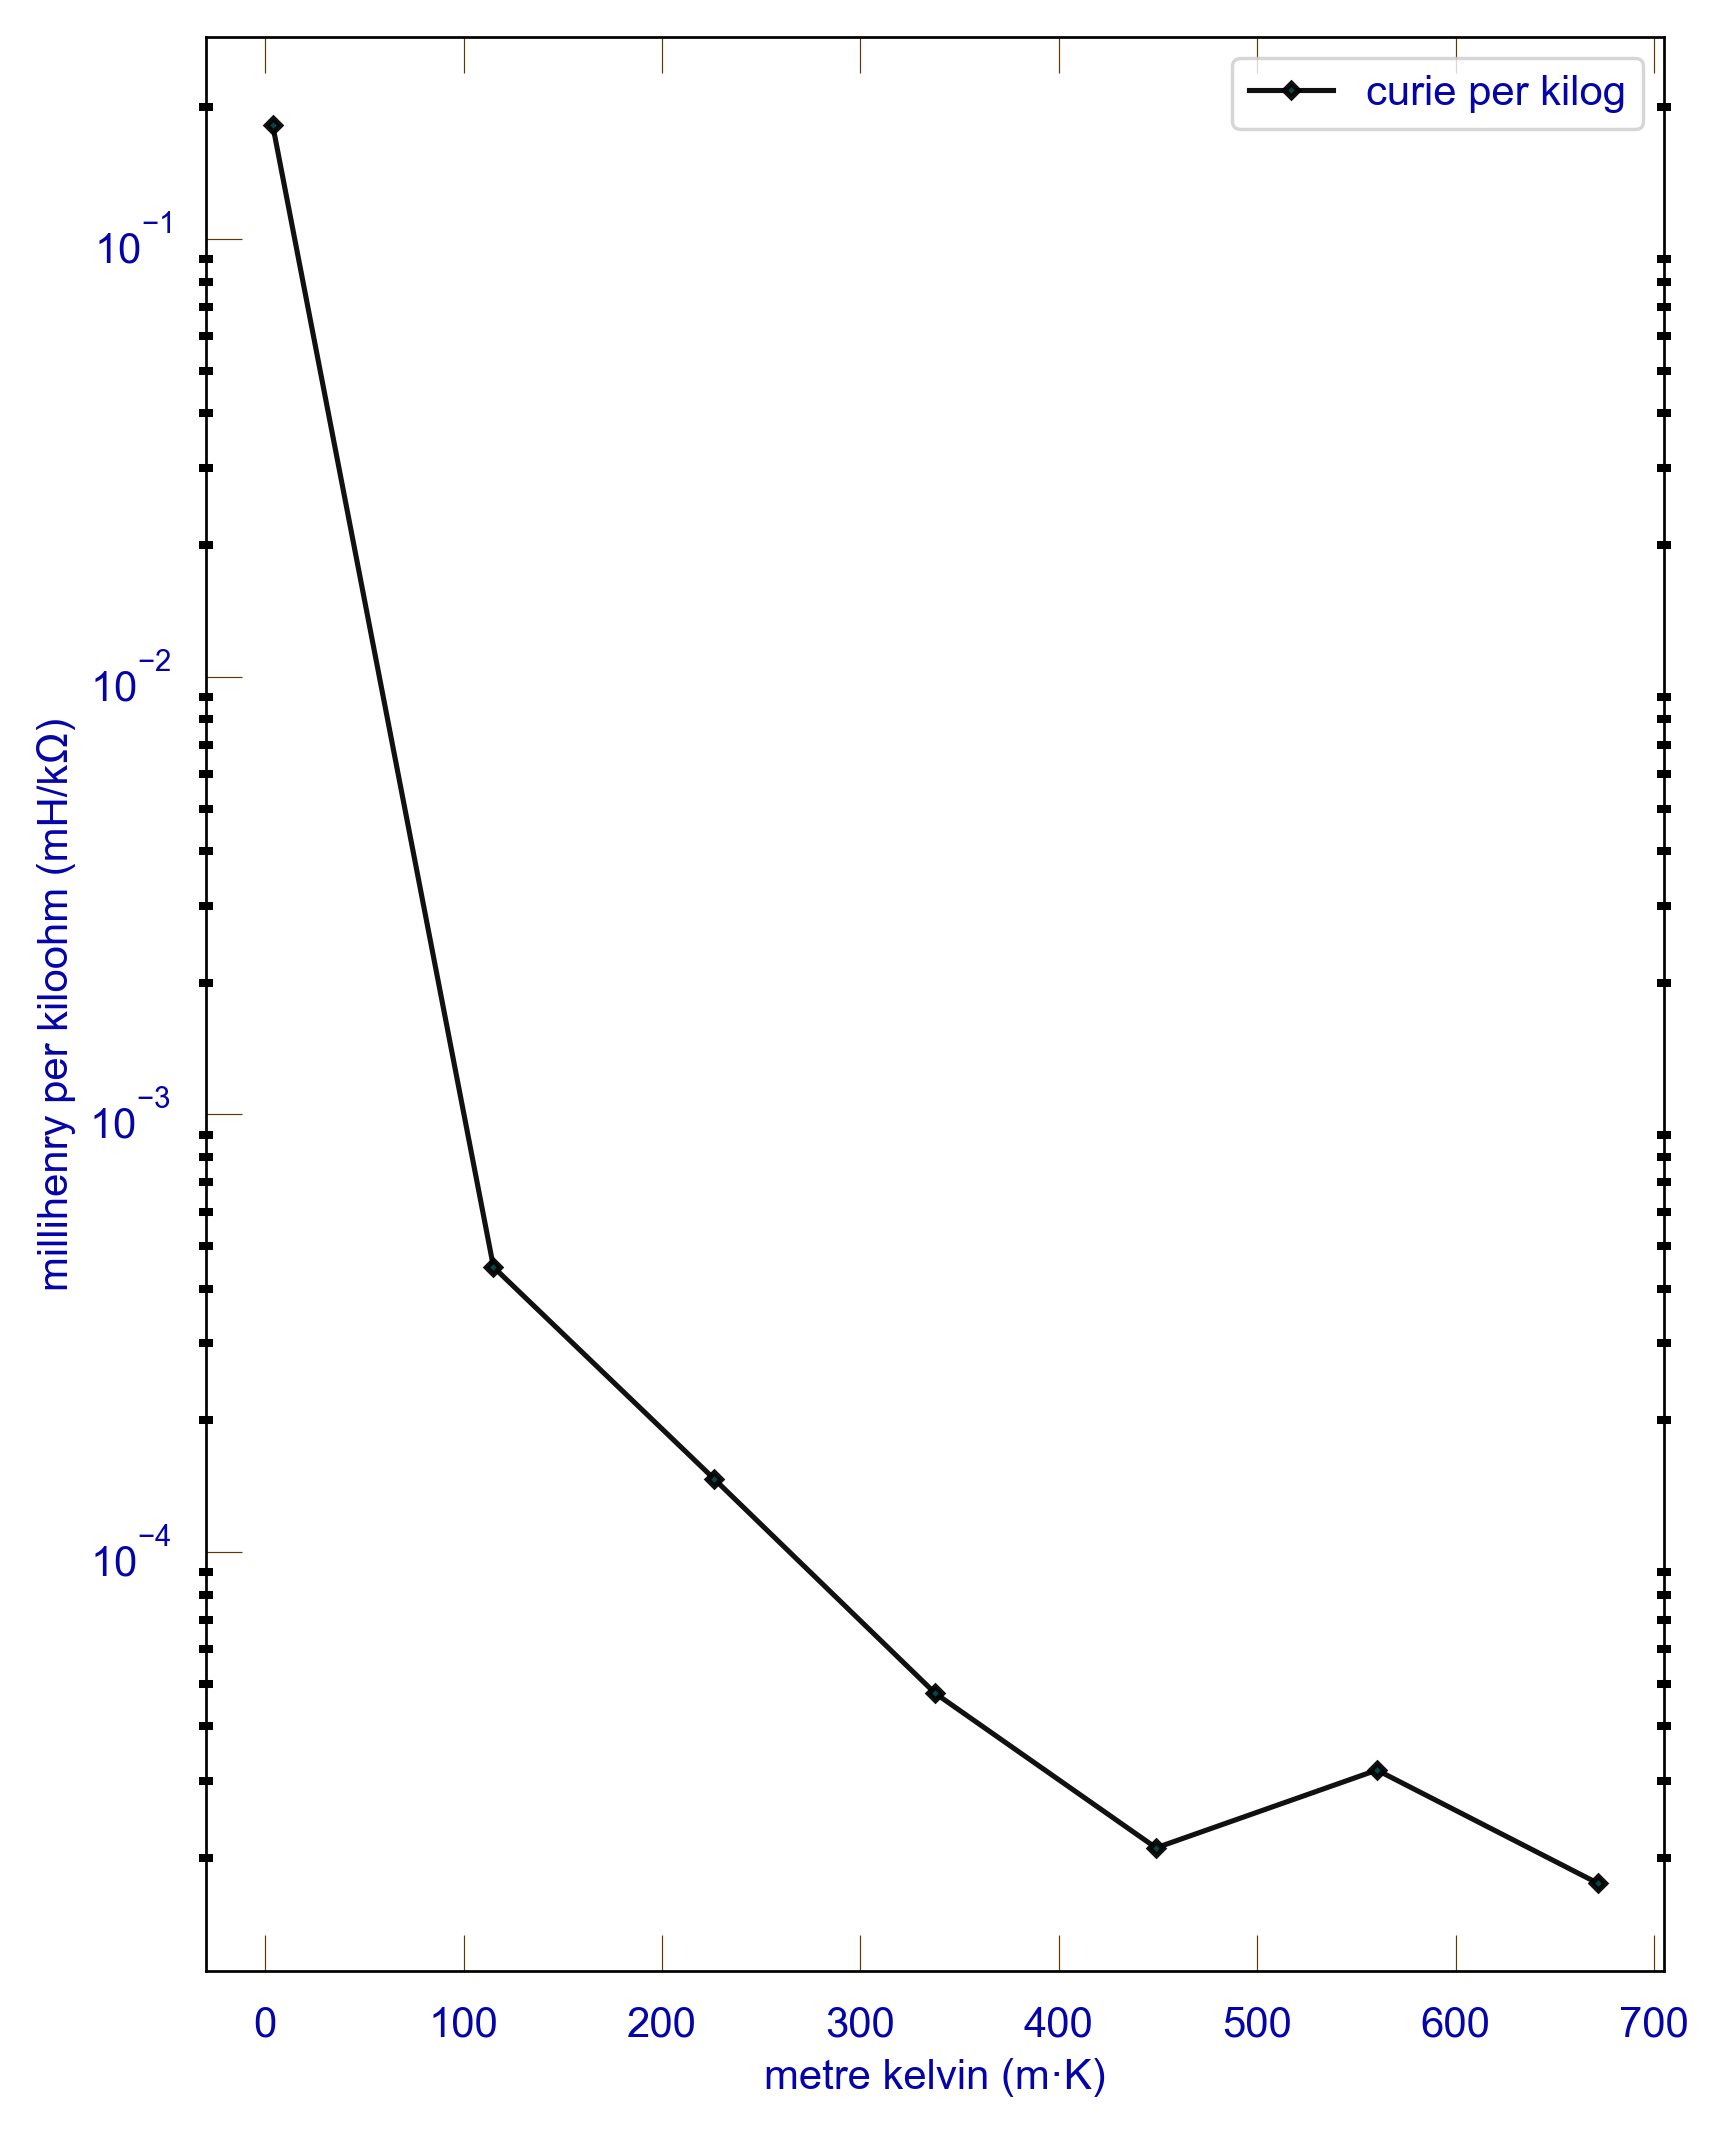 curie per kilog
10⁻¹
10⁻²
10⁻³
10⁻⁴
millihenry per kiloohm (mH/kΩ)
0 100 200 300 400 500 600 700
metre kelvin (m·K)